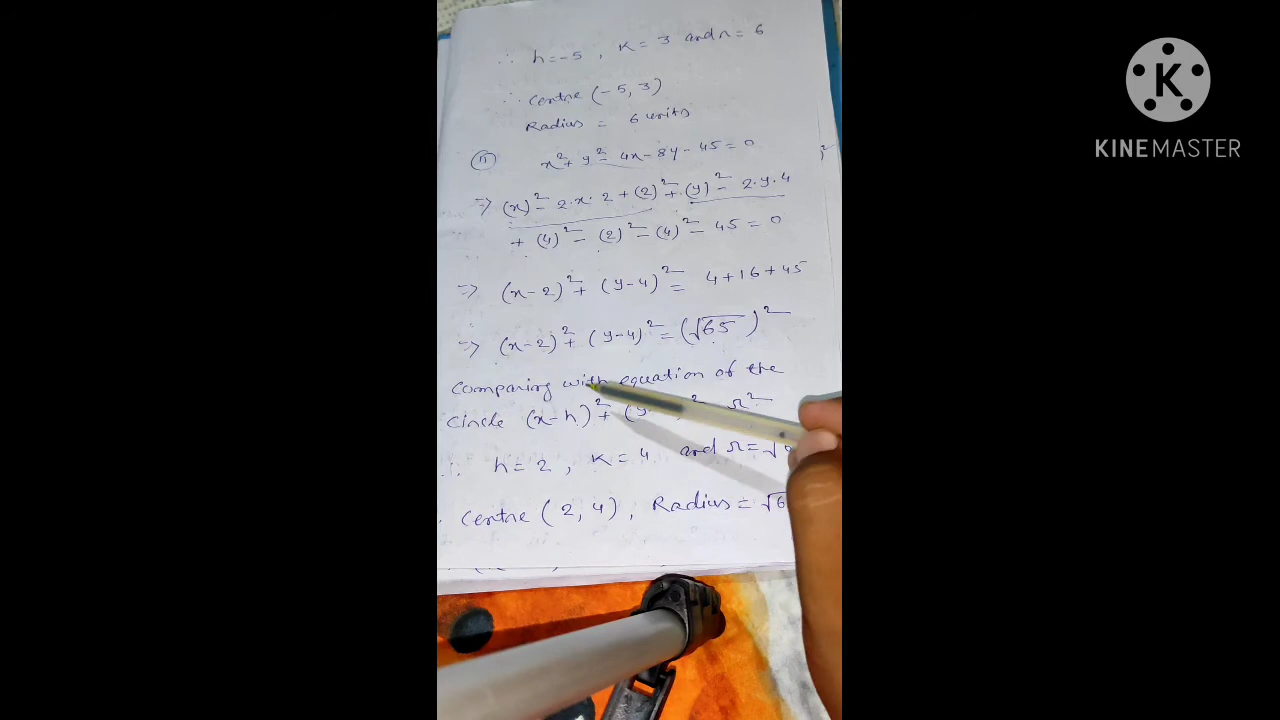 ∴ h=-5, K=3 and r=6
∴ Centre (-5, 3)
Radius = 6 units
(ii) x² + y² - 4x - 8y - 45 = 0
⇒ (x)² - 2·x·2 + (2)² + (y)² - 2·y·4
+ (4)² - (2)² - (4)² - 45 = 0
⇒ (x-2)² + (y-4)² = 4+16+45
⇒ (x-2)² + (y-4)² = (√65)²
Comparing with equation of the
Circle (x-h)² + (y ² r²
∴ h=2, K=4 and r=√
Centre (2, 4), Radius = √6
KINEMASTER